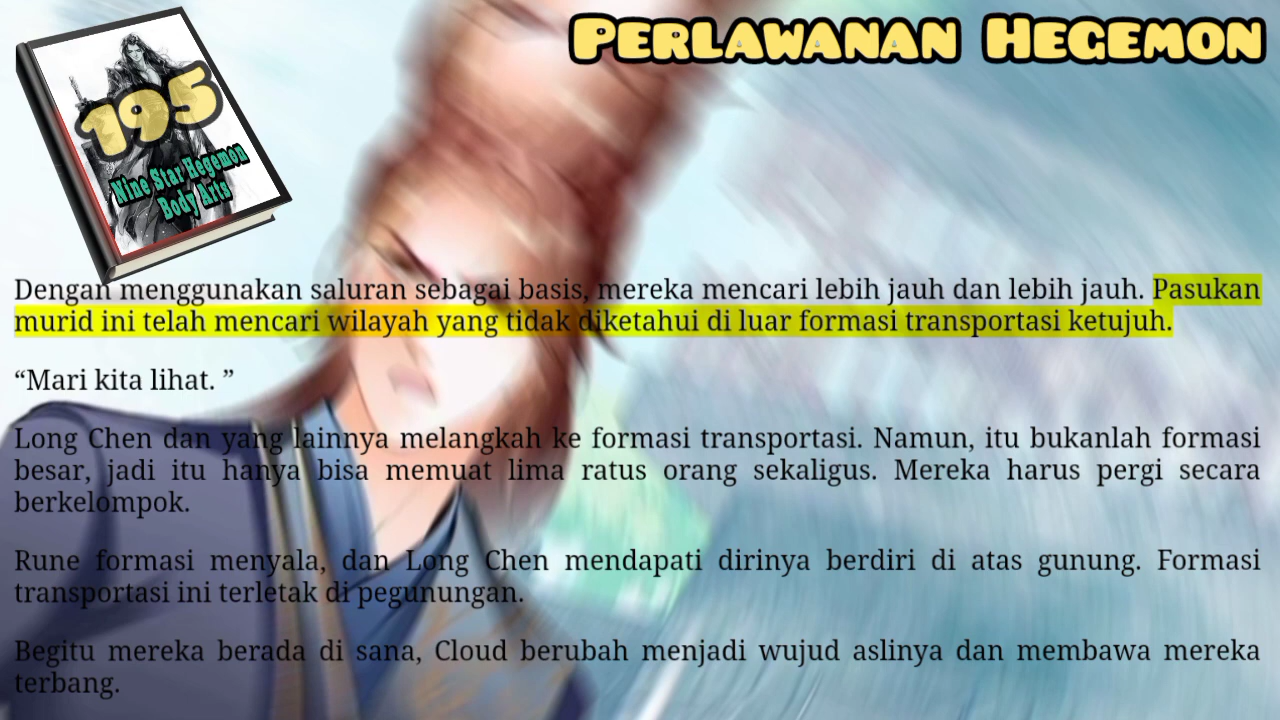 PERLAWANAN HEGEMON
195
Nine Star Hegemon
Body Arts
Dengan menggunakan saluran sebagai basis, mereka mencari lebih jauh dan lebih jauh. Pasukan
murid ini telah mencari wilayah yang tidak diketahui di luar formasi transportasi ketujuh.
“Mari kita lihat. ”
Long Chen dan yang lainnya melangkah ke formasi transportasi. Namun, itu bukanlah formasi
besar, jadi itu hanya bisa memuat lima ratus orang sekaligus. Mereka harus pergi secara
berkelompok.
Rune formasi menyala, dan Long Chen mendapati dirinya berdiri di atas gunung. Formasi
transportasi ini terletak di pegunungan.
Begitu mereka berada di sana, Cloud berubah menjadi wujud aslinya dan membawa mereka
terbang.